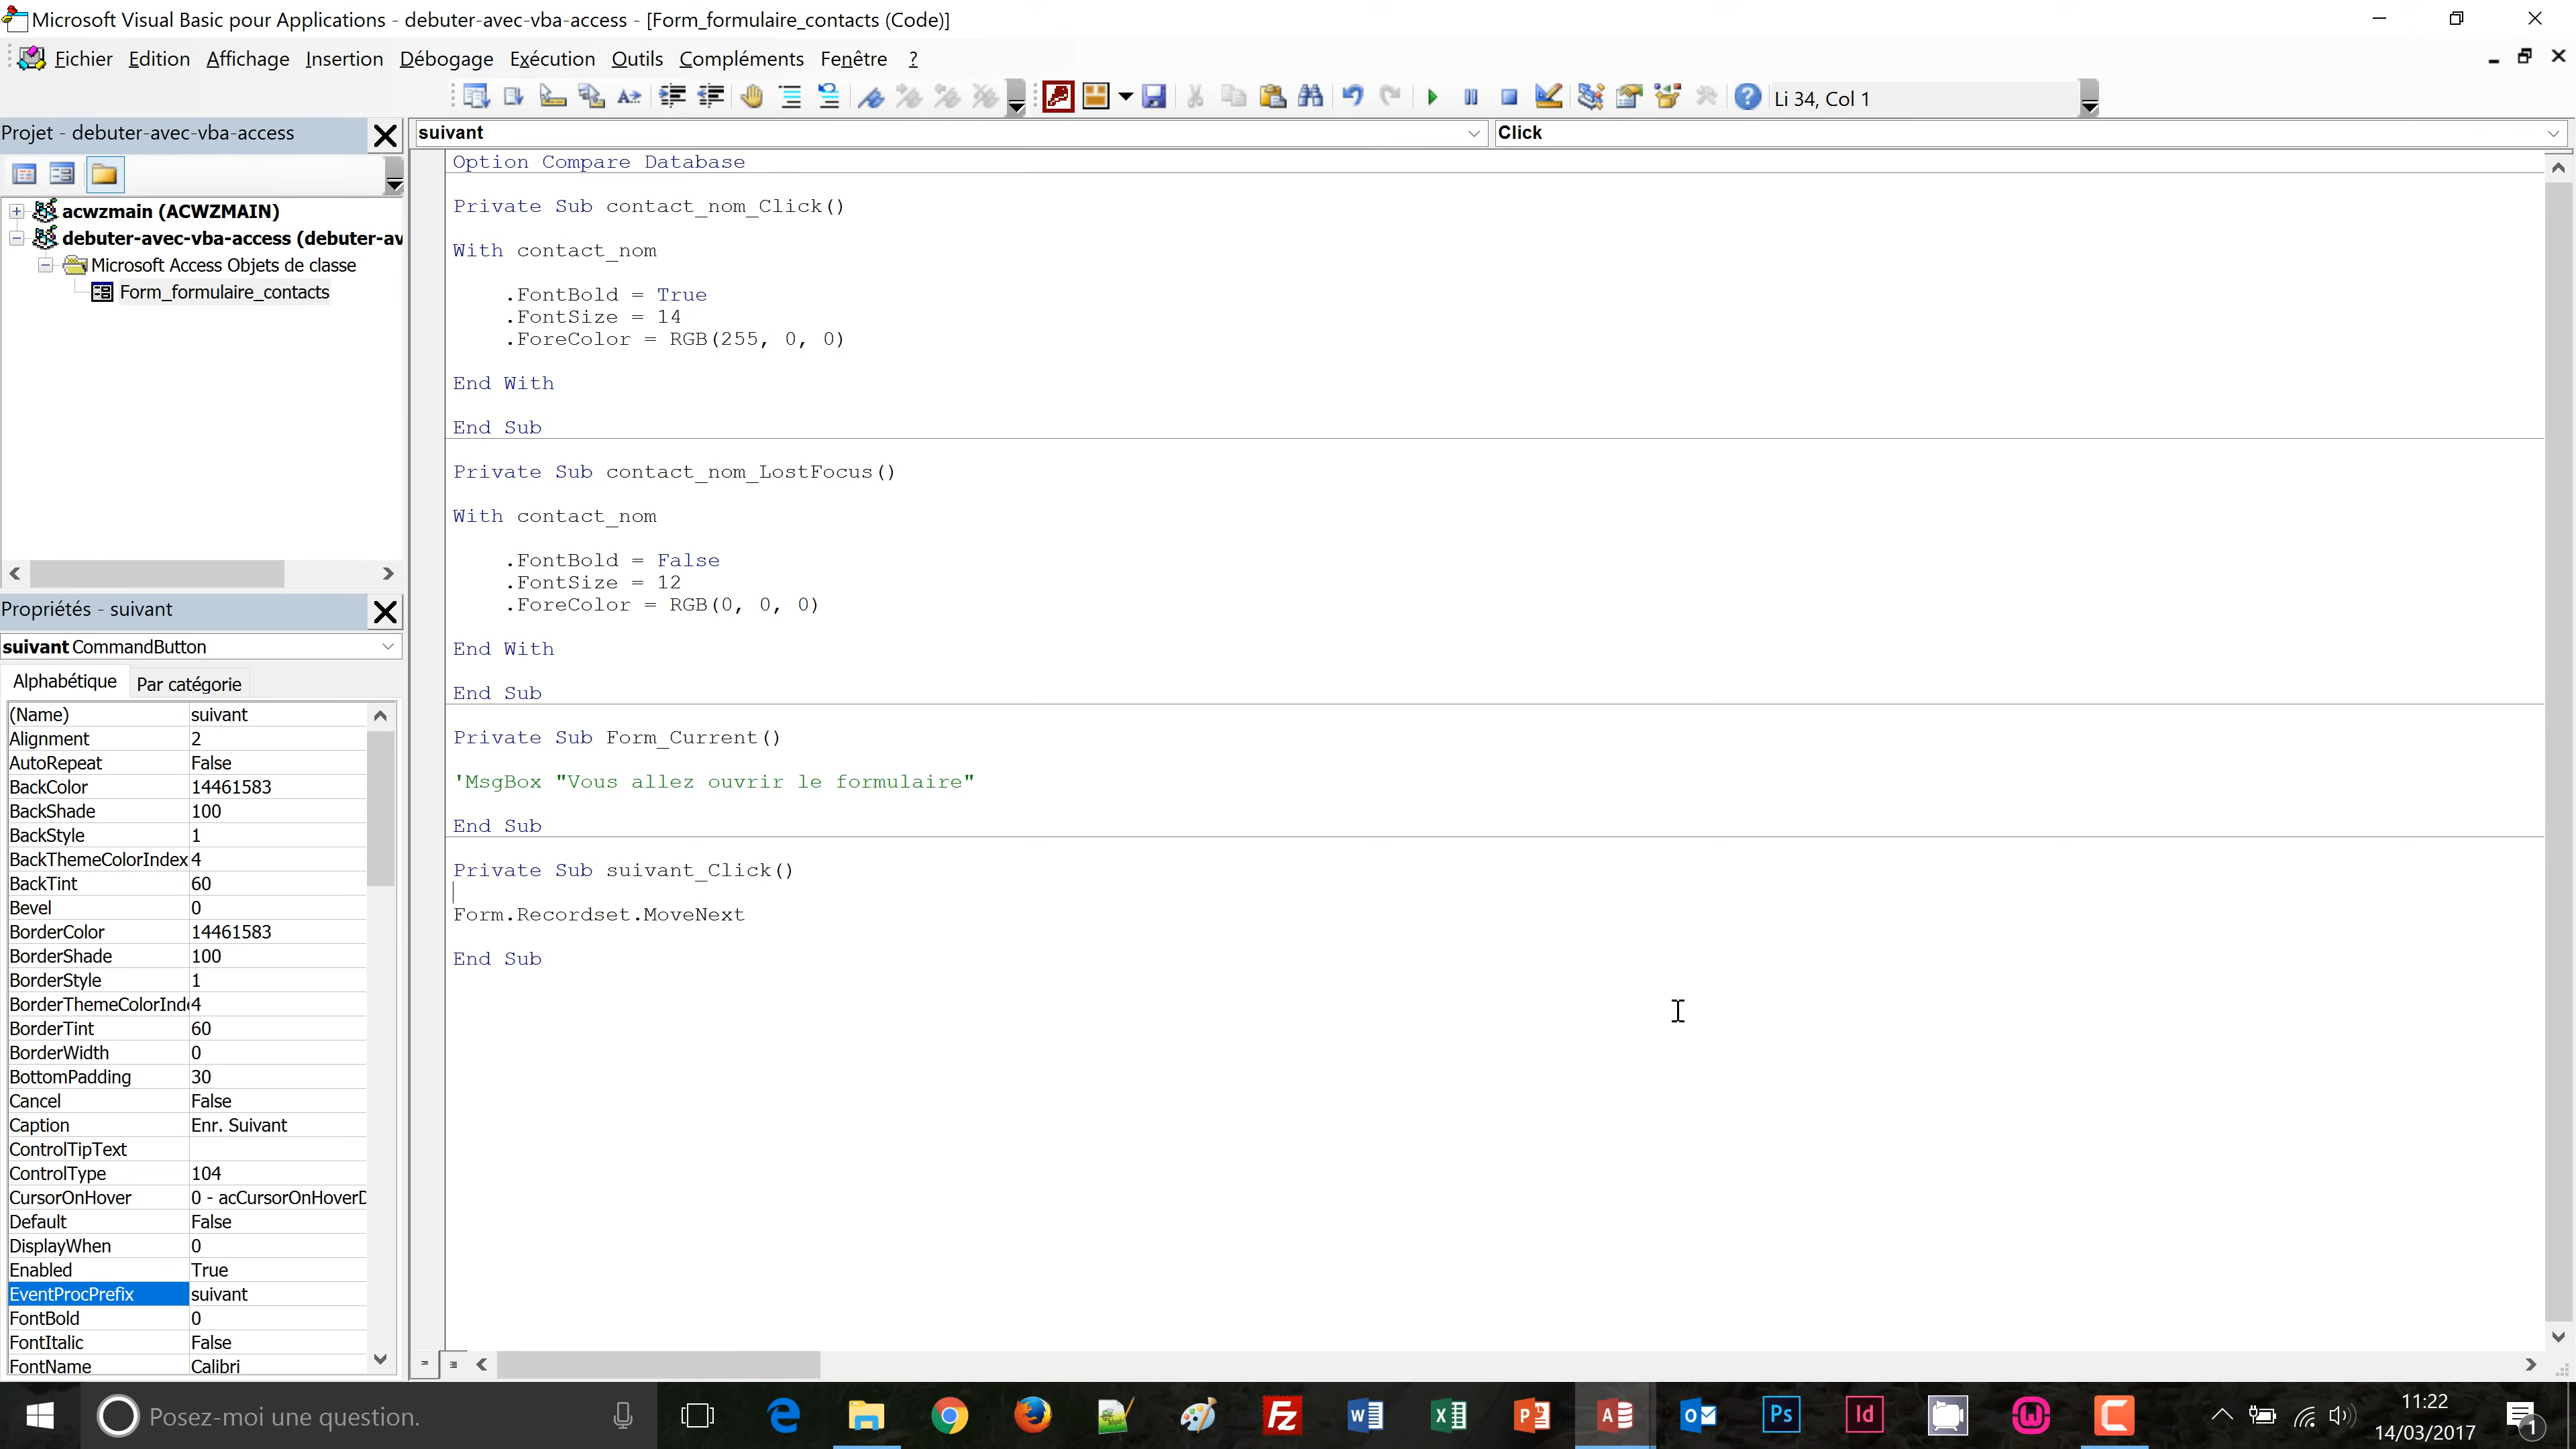 Microsoft Visual Basic pour Applications - debuter-avec-vba-access - [Form_formulaire_contacts (Code)]
Fichier Edition Affichage Insertion Débogage Exécution Outils Compléments Fenêtre ?
Li 34, Col 1
Projet - debuter-avec-vba-access
acwzmain (ACWZMAIN)
debuter-avec-vba-access (debuter-av
Microsoft Access Objets de classe
Form_formulaire_contacts
Propriétés - suivant
suivant CommandButton
Alphabétique Par catégorie
(Name) suivant
Alignment 2
AutoRepeat False
BackColor 14461583
BackShade 100
BackStyle 1
BackThemeColorIndex 4
BackTint 60
Bevel 0
BorderColor 14461583
BorderShade 100
BorderStyle 1
BorderThemeColorInd 4
BorderTint 60
BorderWidth 0
BottomPadding 30
Cancel False
Caption Enr. Suivant
ControlTipText
ControlType 104
CursorOnHover 0 - acCursorOnHoverD
Default False
DisplayWhen 0
Enabled True
EventProcPrefix suivant
FontBold 0
FontItalic False
FontName Calibri
suivant Click
Option Compare Database
Private Sub contact_nom_Click()
With contact_nom
.FontBold = True
.FontSize = 14
.ForeColor = RGB(255, 0, 0)
End With
End Sub
Private Sub contact_nom_LostFocus()
With contact_nom
.FontBold = False
.FontSize = 12
.ForeColor = RGB(0, 0, 0)
End With
End Sub
Private Sub Form_Current()
'MsgBox "Vous allez ouvrir le formulaire"
End Sub
Private Sub suivant_Click()
Form.Recordset.MoveNext
End Sub
Posez-moi une question.
11:22
14/03/2017
1